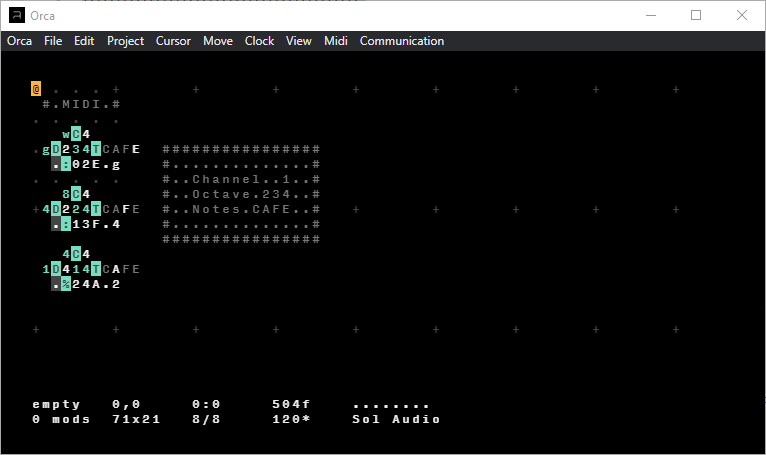 Orca
Orca File Edit Project Cursor Move Clock View Midi Communication
@ . . . . + + + + + + + +
#.MIDI.#
. . . . . .
wC4
.gD234TCAFE ################
.:02E.g #..............#
. . . . . . #..Channel..1..#
8C4 #..Octave.234..#
+4D224TCAFE #..Notes.CAFE..# + + + + +
.:13F.4 #..............#
################
4C4
1D414TCAFE
.%24A.2
+ + + + + + + + +
empty 0,0 0:0 504f ........
0 mods 71x21 8/8 120* Sol Audio